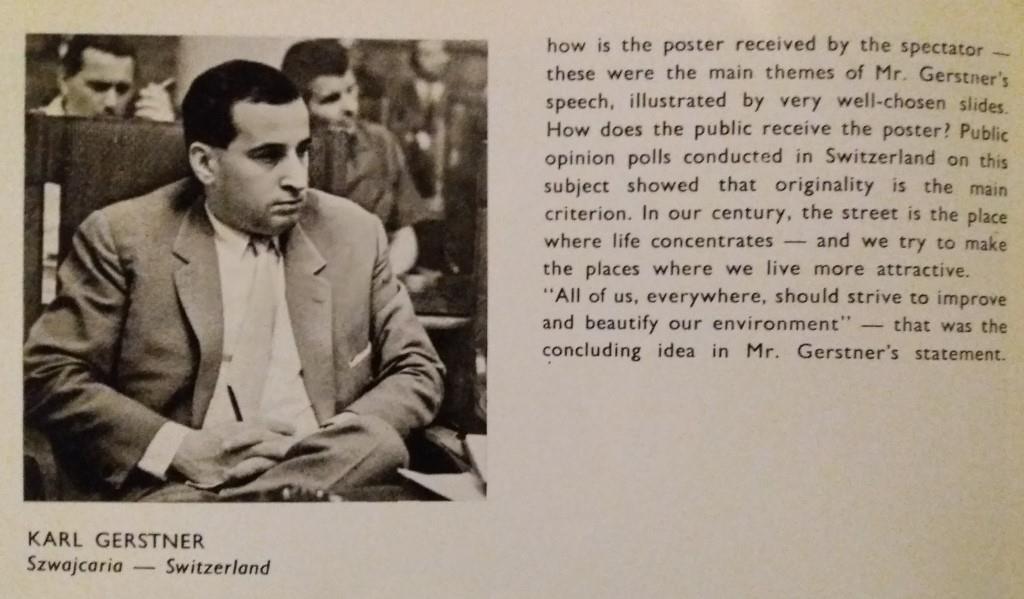 how is the poster received by the spectator —
these were the main themes of Mr. Gerstner's
speech, illustrated by very well-chosen slides.
How does the public receive the poster? Public
opinion polls conducted in Switzerland on this
subject showed that originality is the main
criterion. In our century, the street is the place
where life concentrates — and we try to make
the places where we live more attractive.
"All of us, everywhere, should strive to improve
and beautify our environment" — that was the
concluding idea in Mr. Gerstner's statement.
KARL GERSTNER
Szwajcaria — Switzerland